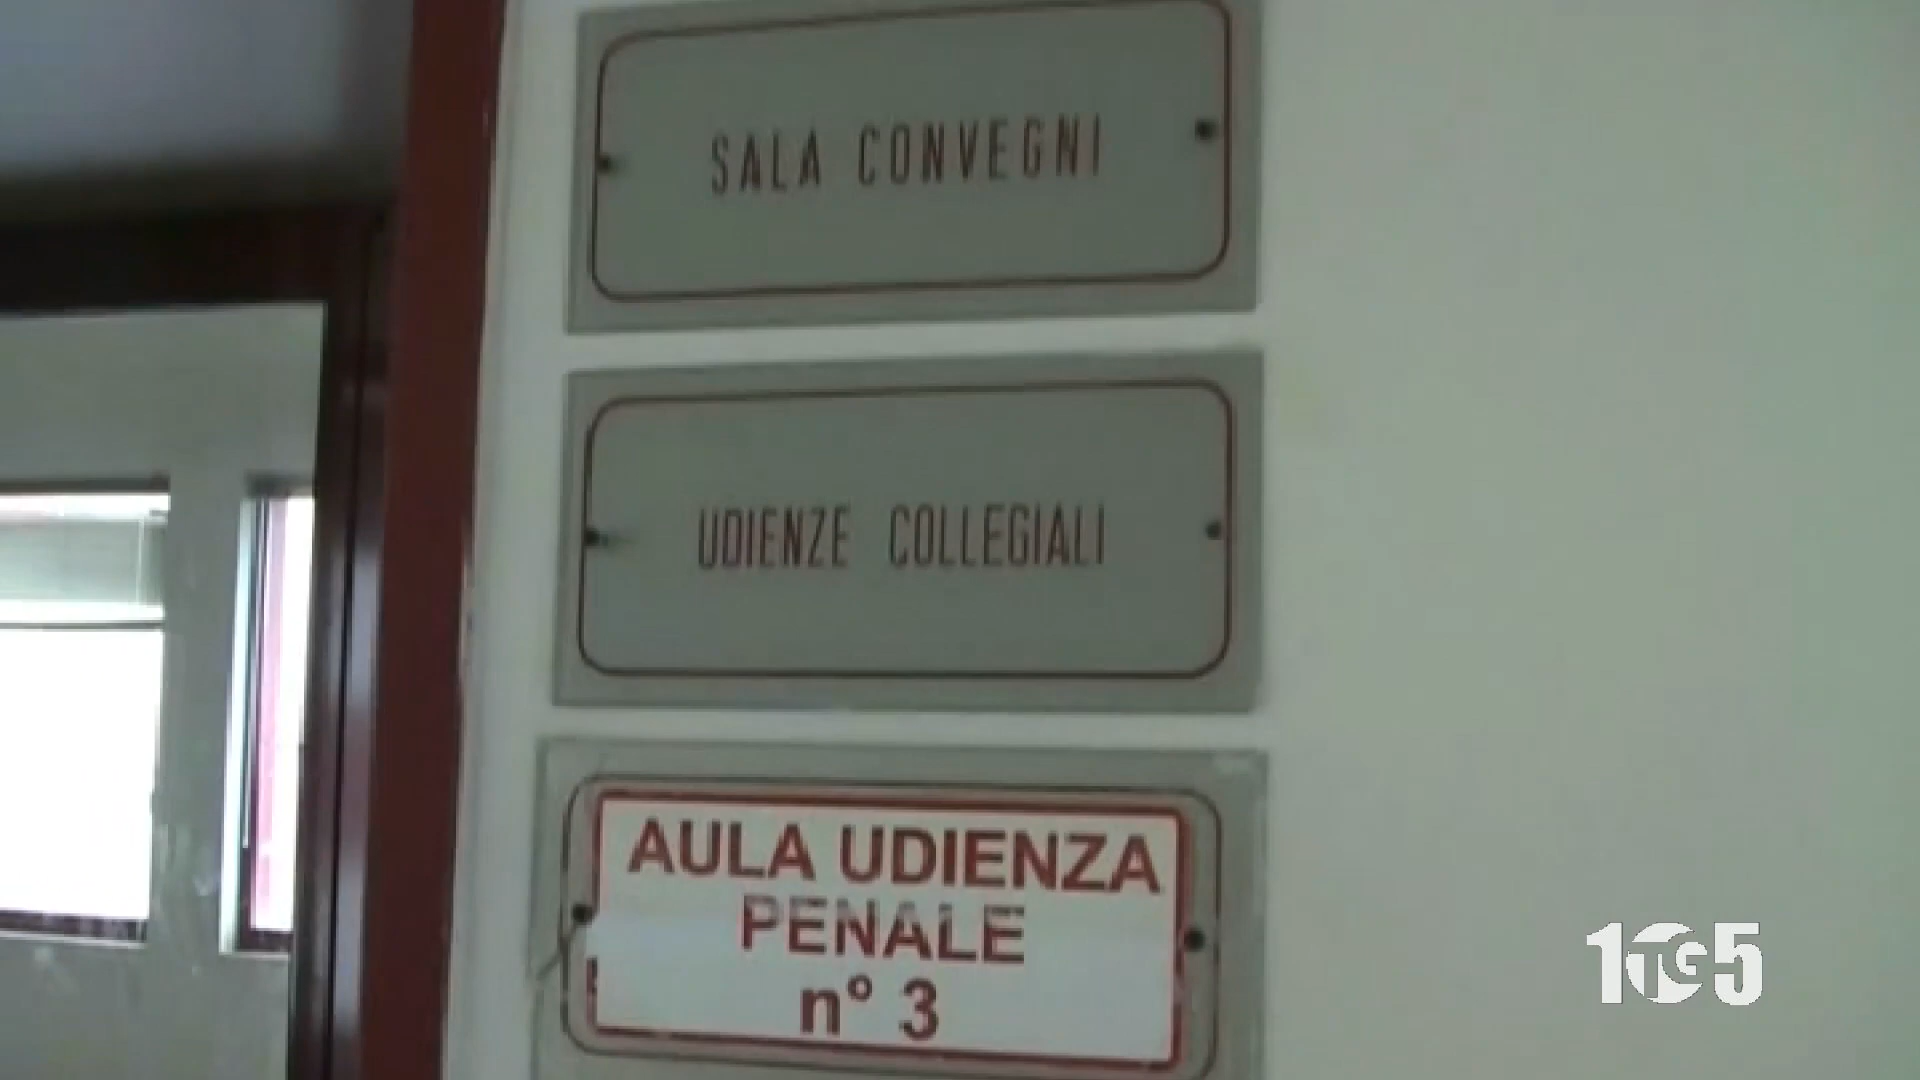 SALA CONVEGNI
UDIENZE COLLEGIALI
AULA UDIENZA
PENALE
n° 3
1TG5